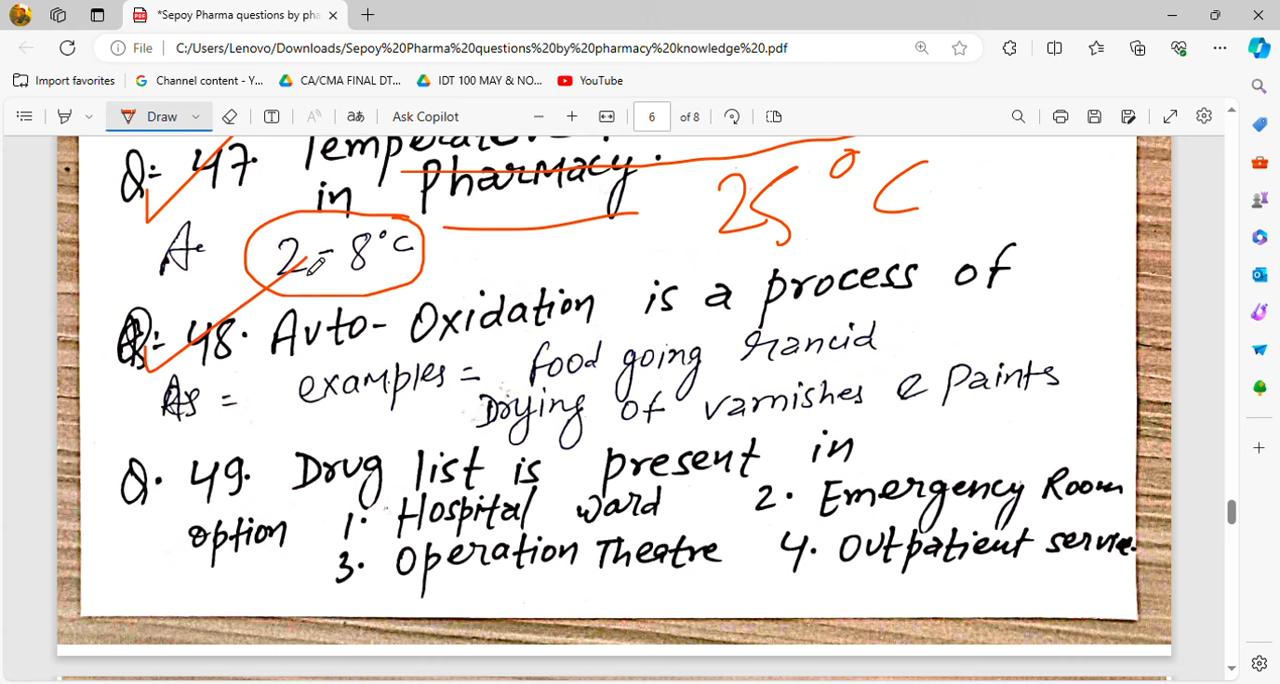 *Sepoy Pharma questions by pha
File
C:/Users/Lenovo/Downloads/Sepoy%20Pharma%20questions%20by%20pharmacy%20knowledge%20.pdf
Import favorites
Channel content - Y...
CA/CMA FINAL DT...
IDT 100 MAY & NO...
YouTube
Draw
aあ
Ask Copilot
6 of 8
Q= 47. Temperature
in Pharmacy.
25°C
A= 2-8°C
Q= 48. Auto-Oxidation is a process of
As = examples = food going rancid
Drying of varnishes & paints
Q. 49. Drug list is present in
option 1. Hospital ward 2. Emergency Room
3. Operation Theatre 4. Outpatient service.